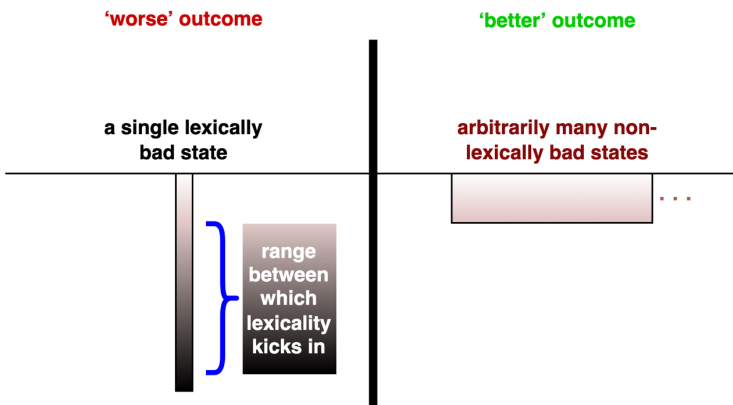 ‘worse’ outcome
‘better’ outcome
a single lexically
bad state
arbitrarily many non-
lexically bad states
. . .
range
between
which
lexicality
kicks in